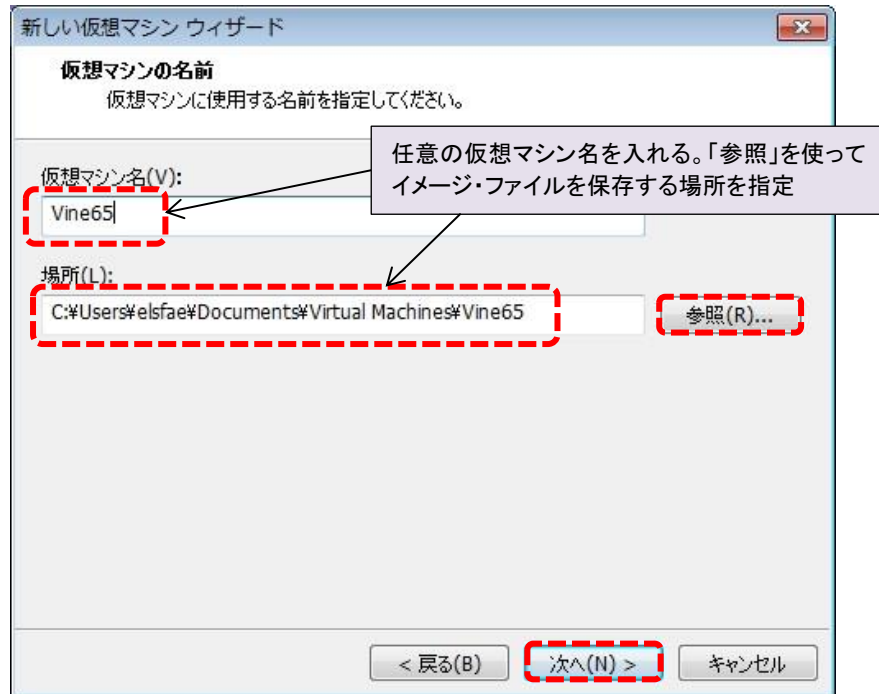 新しい仮想マシン ウィザード
仮想マシンの名前
仮想マシンに使用する名前を指定してください。
任意の仮想マシン名を入れる。「参照」を使って
イメージ・ファイルを保存する場所を指定
仮想マシン名(V):
Vine65
場所(L):
C:¥Users¥elsfae¥Documents¥Virtual Machines¥Vine65
参照(R)...
< 戻る(B)
次へ(N) >
キャンセル